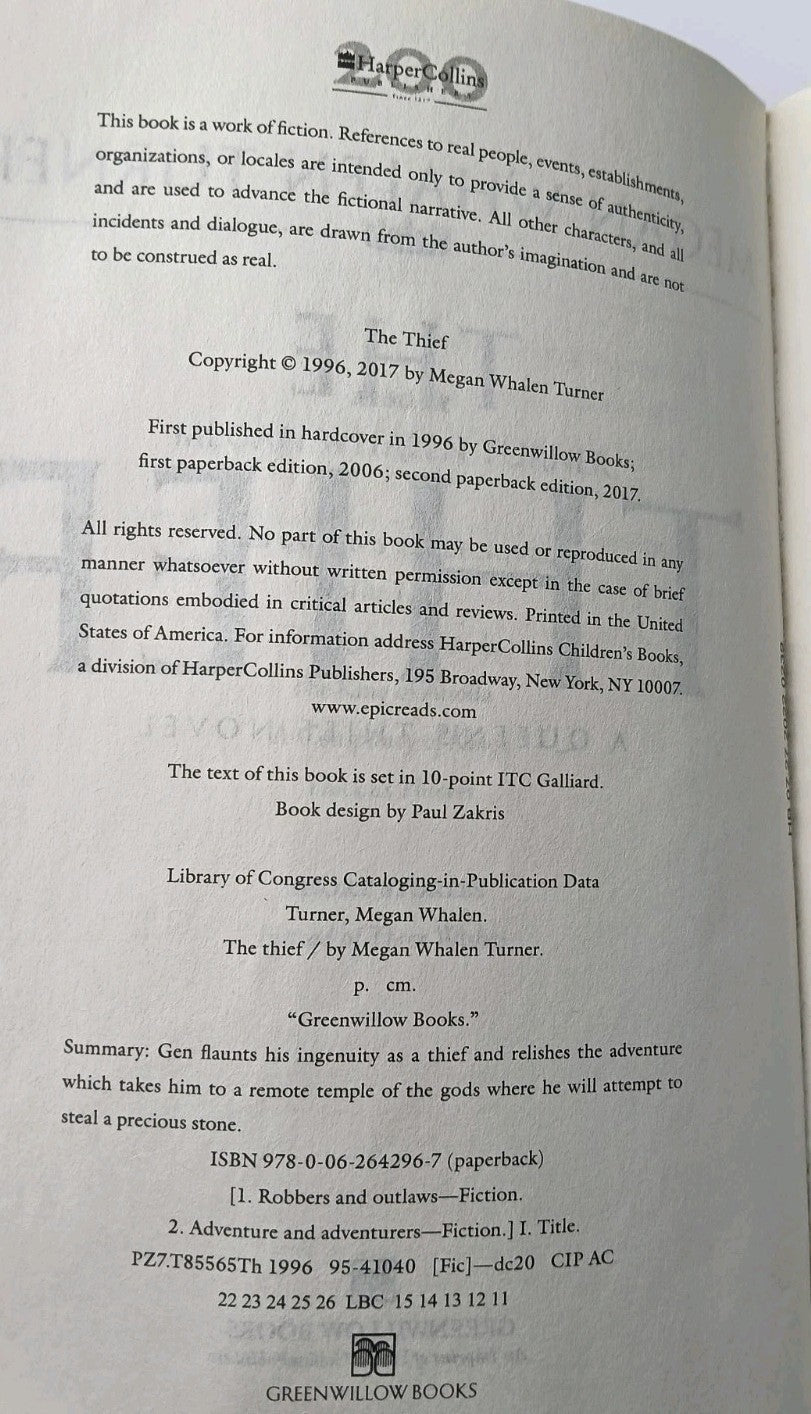 200
HarperCollins
PUBLISHERS
Since 1817
This book is a work of fiction. References to real people, events, establishments,
organizations, or locales are intended only to provide a sense of authenticity,
and are used to advance the fictional narrative. All other characters, and all
incidents and dialogue, are drawn from the author’s imagination and are not
to be construed as real.
The Thief
Copyright © 1996, 2017 by Megan Whalen Turner
First published in hardcover in 1996 by Greenwillow Books;
first paperback edition, 2006; second paperback edition, 2017.
All rights reserved. No part of this book may be used or reproduced in any
manner whatsoever without written permission except in the case of brief
quotations embodied in critical articles and reviews. Printed in the United
States of America. For information address HarperCollins Children’s Books,
a division of HarperCollins Publishers, 195 Broadway, New York, NY 10007.
www.epicreads.com
The text of this book is set in 10-point ITC Galliard.
Book design by Paul Zakris
Library of Congress Cataloging-in-Publication Data
Turner, Megan Whalen.
The thief / by Megan Whalen Turner.
p. cm.
“Greenwillow Books.”
Summary: Gen flaunts his ingenuity as a thief and relishes the adventure
which takes him to a remote temple of the gods where he will attempt to
steal a precious stone.
ISBN 978-0-06-264296-7 (paperback)
[1. Robbers and outlaws—Fiction.
2. Adventure and adventurers—Fiction.] I. Title.
PZ7.T85565Th 1996 95-41040 [Fic]—dc20 CIP AC
22 23 24 25 26 LBC 15 14 13 12 11
GREENWILLOW BOOKS